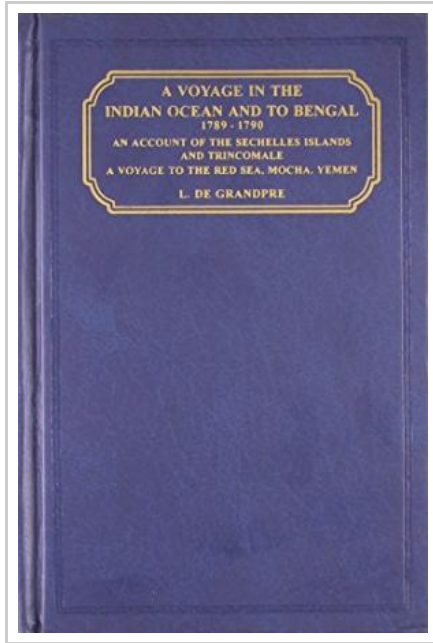 A VOYAGE IN THE
INDIAN OCEAN AND TO BENGAL
1789 - 1790
AN ACCOUNT OF THE SECHELLES ISLANDS
AND TRINCOMALE
A VOYAGE TO THE RED SEA, MOCHA, YEMEN
L. DE GRANDPRE